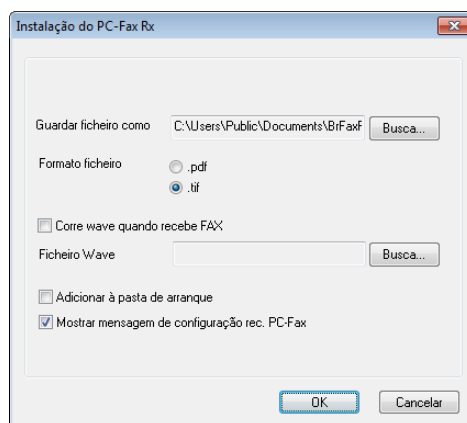 Instalação do PC-Fax Rx
Guardar ficheiro como C:\Users\Public\Documents\BrFaxF Busca...
Formato ficheiro .pdf
.tif
Corre wave quando recebe FAX
Ficheiro Wave Busca...
Adicionar à pasta de arranque
Mostrar mensagem de configuração rec. PC-Fax
OK Cancelar